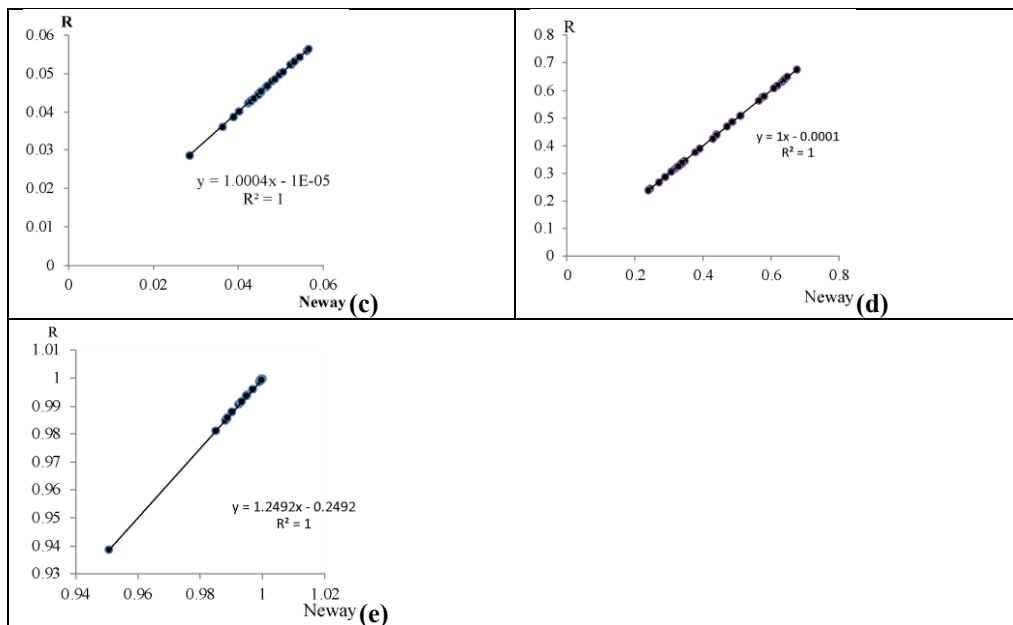 R
0.06
0.05
0.04
0.03
0.02
0.01
0
y = 1.0004x - 1E-05
R² = 1
0 0.02 0.04 0.06
Neway (c)
R
0.8
0.7
0.6
0.5
0.4
0.3
0.2
0.1
0
y = 1x - 0.0001
R² = 1
0 0.2 0.4 0.6 0.8
Neway (d)
R
1.01
1
0.99
0.98
0.97
0.96
0.95
0.94
0.93
y = 1.2492x - 0.2492
R² = 1
0.94 0.96 0.98 1 1.02
Neway (e)